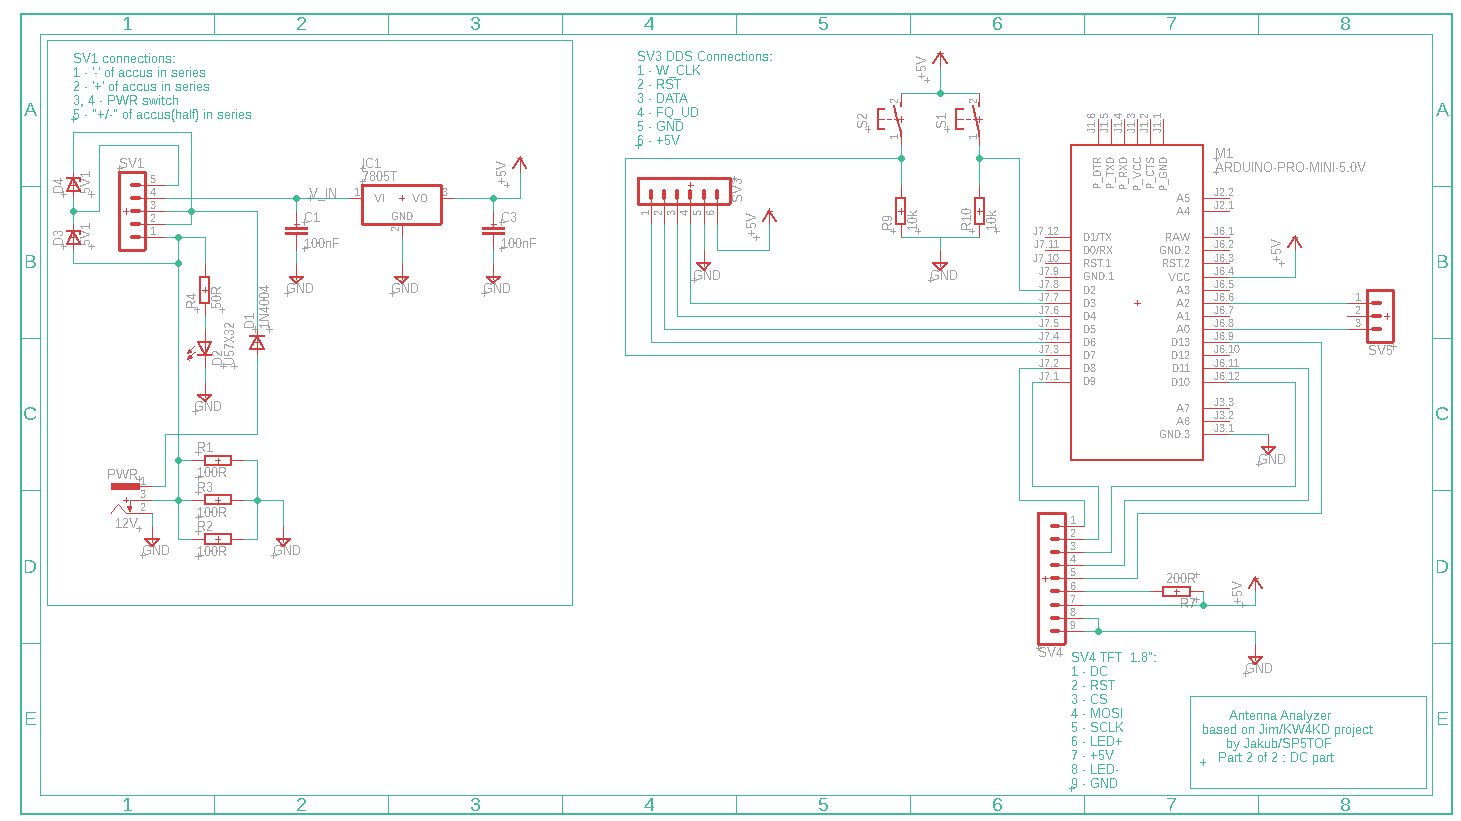 1 2 3 4 5 6 7 8
A A
B B
C C
D D
E E
SV1 connections:
1 - '-' of accus in series
2 - '+' of accus in series
3, 4 - PWR switch
5 - "+/-" of accus(half) in series
SV1
5
4
3
2
1
D4
5V1
D3
5V1
V_IN
IC1
7805T
1 VI VO 3
GND
2
+5V
C1
100nF
C3
100nF
GND
GND
GND
R4
50R
D2
U57X32
GND
D1
1N4004
PWR
1
3
2
12V
GND
R1
100R
R3
100R
R2
100R
GND
SV3 DDS Connections:
1 - W_CLK
2 - RST
3 - DATA
4 - FQ_UD
5 - GND
6 - +5V
SV3
1 2 3 4 5 6
+5V
GND
+5V
S2
2
1
S1
2
1
R9
10k
R10
10k
GND
M1
ARDUINO-PRO-MINI-5.0V
J1.6 J1.5 J1.4 J1.3 J1.2 J1.1
P_DTR P_TXD P_RXD P_VCC P_CTS P_GND
A5 J2.2
A4 J2.1
J7.12 D1/TX RAW J6.1
J7.11 D0/RX GND.2 J6.2
J7.10 RST.1 RST.2 J6.3
J7.9 GND.1 VCC J6.4
J7.8 D2 A3 J6.5
J7.7 D3 A2 J6.6
J7.6 D4 A1 J6.7
J7.5 D5 A0 J6.8
J7.4 D6 D13 J6.9
J7.3 D7 D12 J6.10
J7.2 D8 D11 J6.11
J7.1 D9 D10 J6.12
A7 J3.3
A6 J3.2
GND.3 J3.1
+5V
GND
1
2
3
SV5
1
2
3
4
5
6
7
8
9
SV4
200R
R7
+5V
GND
SV4 TFT 1.8":
1 - DC
2 - RST
3 - CS
4 - MOSI
5 - SCLK
6 - LED+
7 - +5V
8 - LED-
9 - GND
Antenna Analyzer
based on Jim/KW4KD project
by Jakub/SP5TOF
Part 2 of 2 : DC part
1 2 3 4 5 6 7 8